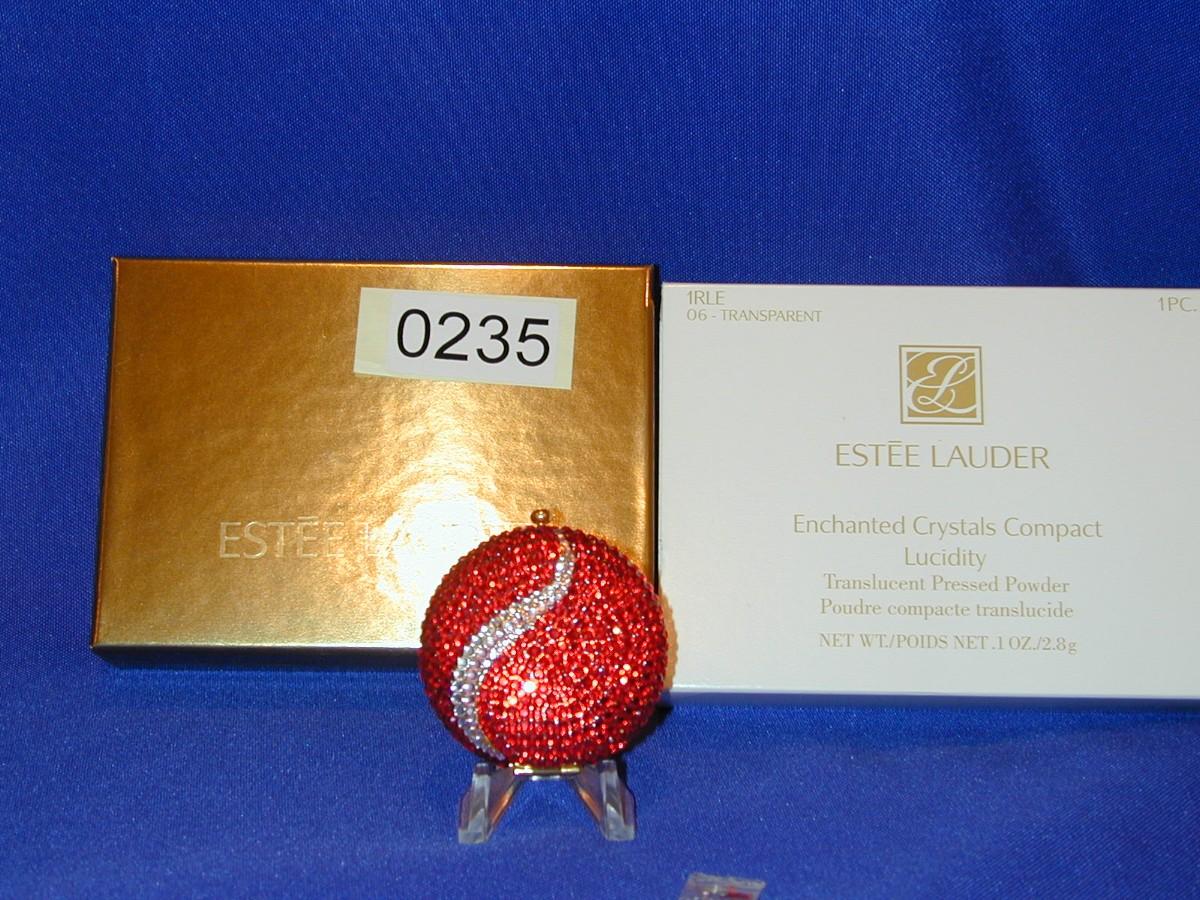 0235
ESTĒE L
1RLE
06 - TRANSPARENT
1PC.
EL
ESTĒE LAUDER
Enchanted Crystals Compact
Lucidity
Translucent Pressed Powder
Poudre compacte translucide
NET WT./POIDS NET .1 OZ./2.8g